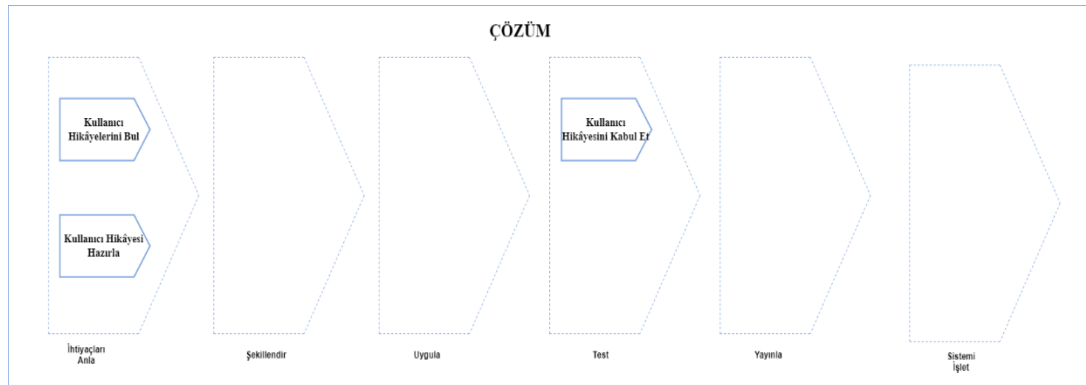 ÇÖZÜM
Kullanıcı
Hikâyelerini Bul
Kullanıcı
Hikâyesini Kabul Et
Kullanıcı Hikâyesi
Hazırla
İhtiyaçları
Anla
Şekillendir
Uygula
Test
Yayınla
Sistemi
İşlet